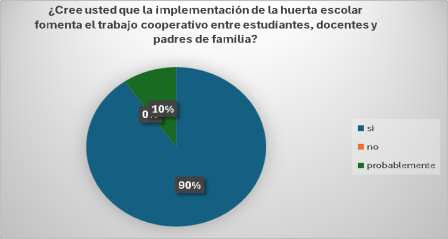 ¿Cree usted que la implementación de la huerta escolar
fomenta el trabajo cooperativo entre estudiantes, docentes y
padres de familia?
10%
90%
si
no
probablemente